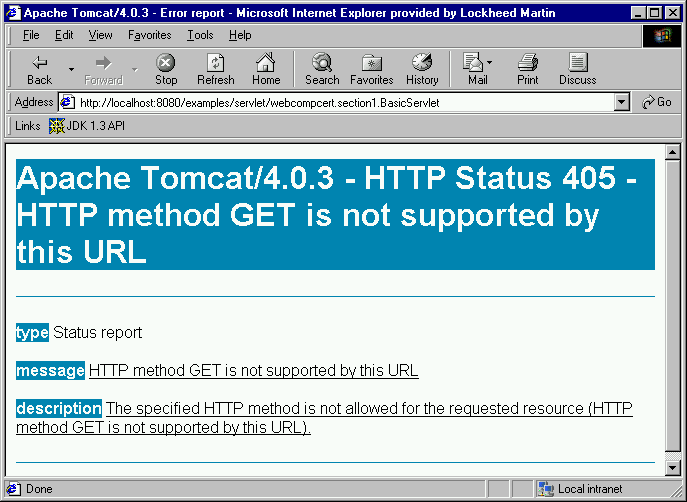 Apache Tomcat/4.0.3 - Error report - Microsoft Internet Explorer provided by Lockheed Martin
File Edit View Favorites Tools Help
Back Forward Stop Refresh Home Search Favorites History Mail Print Discuss
Address http://localhost:8080/examples/servlet/webcompcert.section1.BasicServlet Go
Links JDK 1.3 API
Apache Tomcat/4.0.3 - HTTP Status 405 -
HTTP method GET is not supported by
this URL
type Status report
message HTTP method GET is not supported by this URL
description The specified HTTP method is not allowed for the requested resource (HTTP
method GET is not supported by this URL).
Done Local intranet